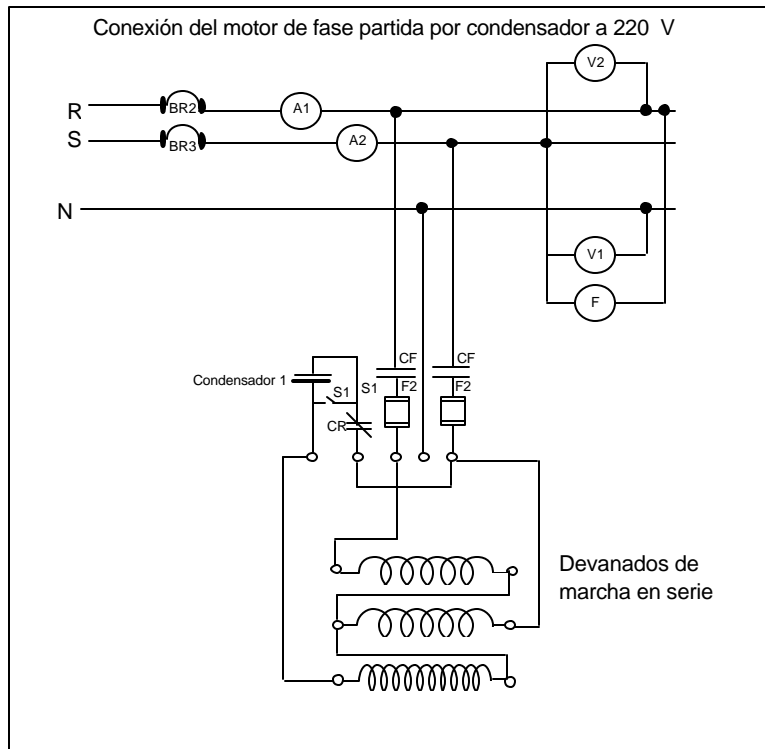 Conexión del motor de fase partida por condensador a 220 V
V2
R
BR2
A1
S
BR3
A2
N
V1
F
CF
CF
Condensador 1
S1
S1
F2
F2
CR
Devanados de
marcha en serie